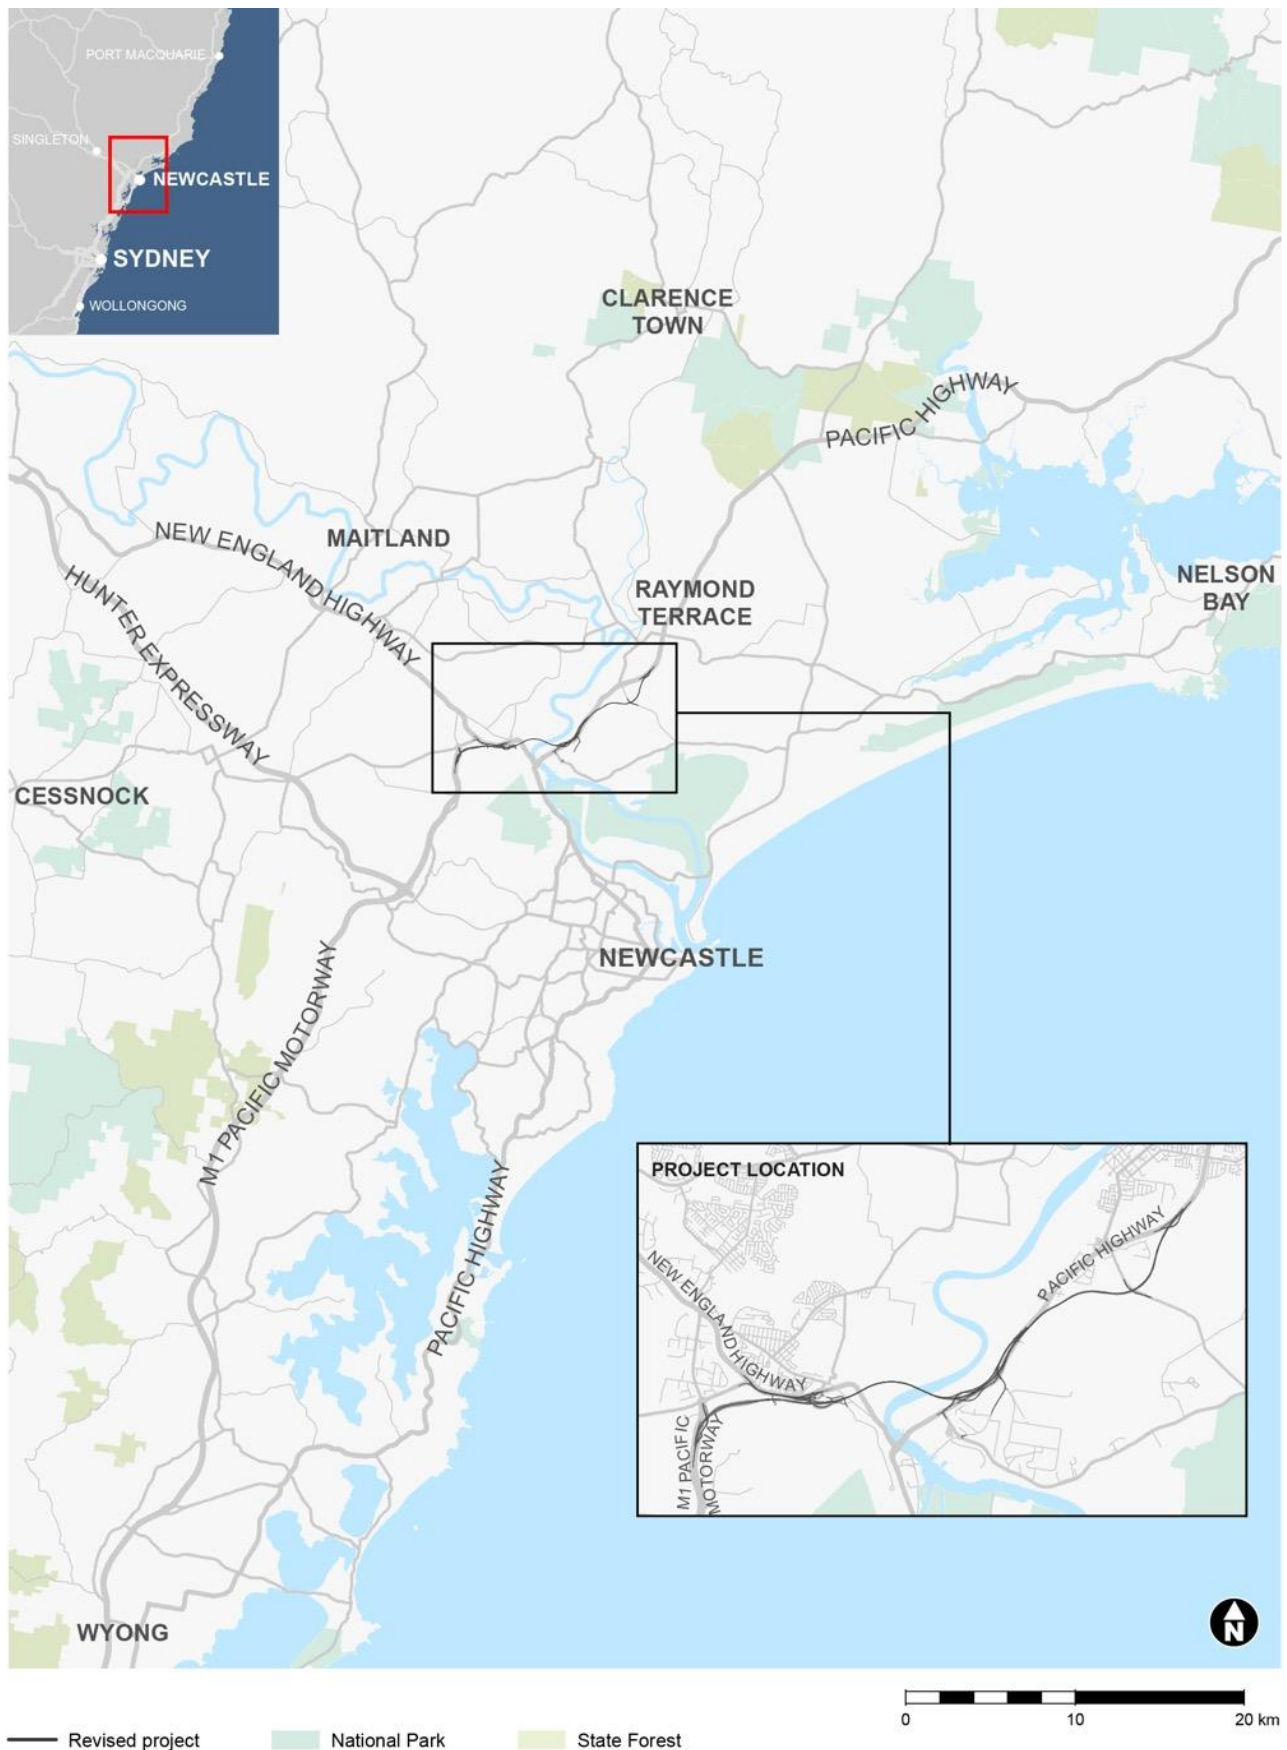 PORT MACQUARIE
SINGLETON
NEWCASTLE
SYDNEY
WOLLONGONG
CLARENCE
TOWN
PACIFIC HIGHWAY
NEW ENGLAND HIGHWAY
MAITLAND
HUNTER EXPRESSWAY
RAYMOND
TERRACE
NELSON
BAY
CESSNOCK
NEWCASTLE
M1 PACIFIC MOTORWAY
PACIFIC HIGHWAY
PROJECT LOCATION
NEW ENGLAND HIGHWAY
PACIFIC HIGHWAY
M1 PACIFIC
MOTORWAY
WYONG
N
0 10 20 km
Revised project National Park State Forest